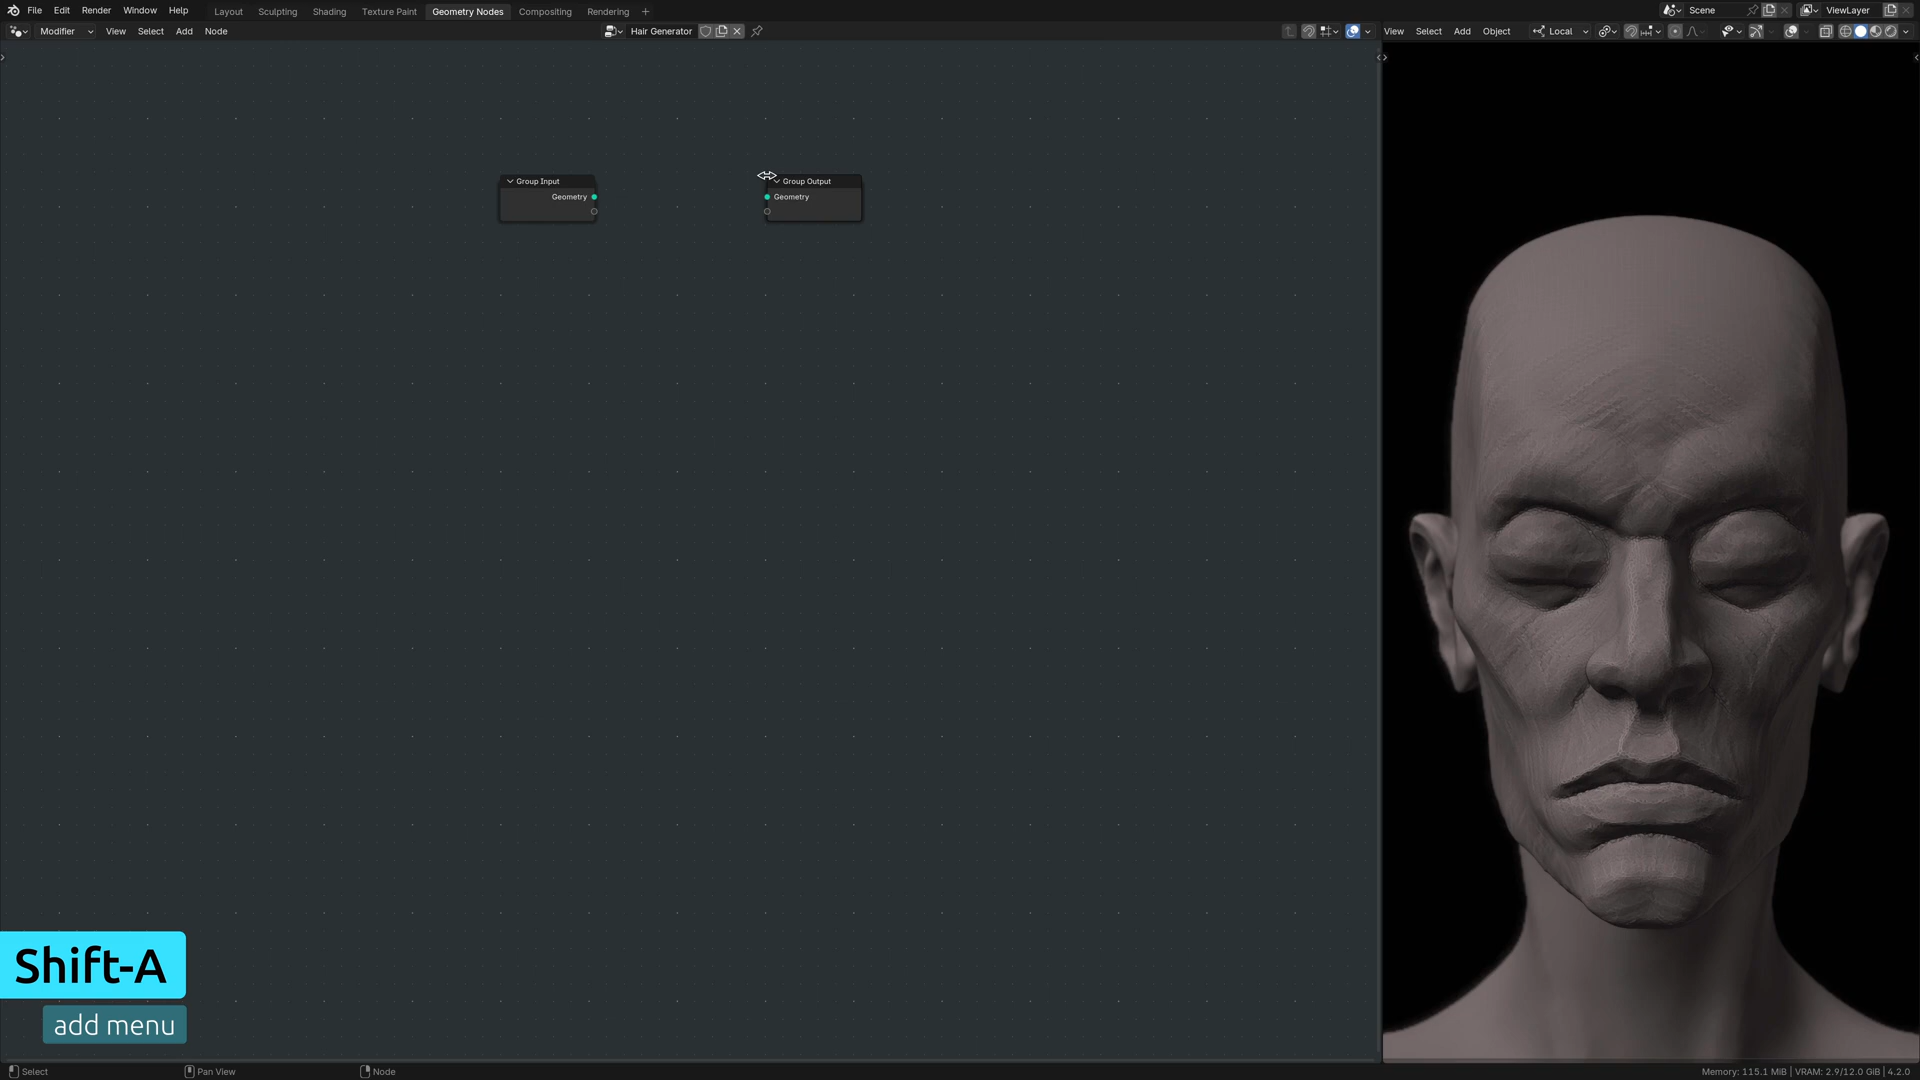 File Edit Render Window Help Layout Sculpting Shading Texture Paint Geometry Nodes Compositing Rendering + Scene ViewLayer
Modifier View Select Add Node Hair Generator View Select Add Object Local
Group Input
Geometry
Group Output
Geometry
Shift-A
add menu
Select Pan View Node Memory: 115.1 MiB | VRAM: 2.9/12.0 GiB | 4.2.0